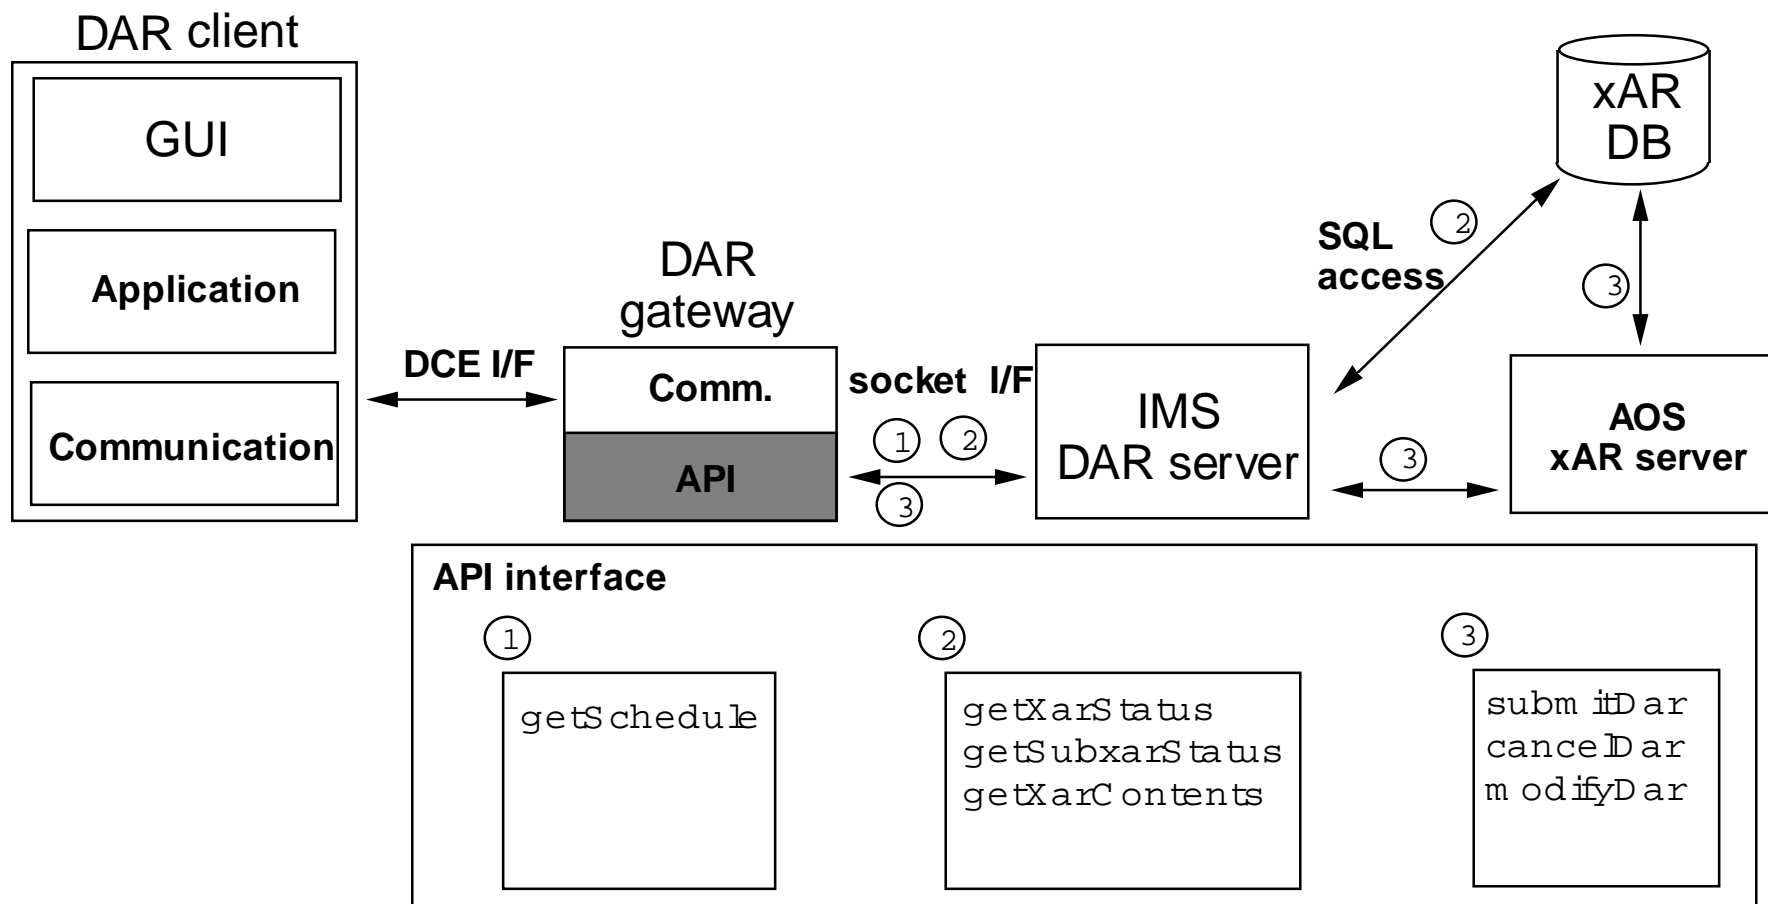 DAR client
GUI
Application
Communication
DCE I/F
DAR
gateway
Comm.
API
socket I/F
1 2
3
IMS
DAR server
SQL
access
2
xAR
DB
3
3
AOS
xAR server
API interface
1
getSchedule
2
getXarStatus
getSubxarStatus
getXarContents
3
submitDar
cancelDar
modifyDar